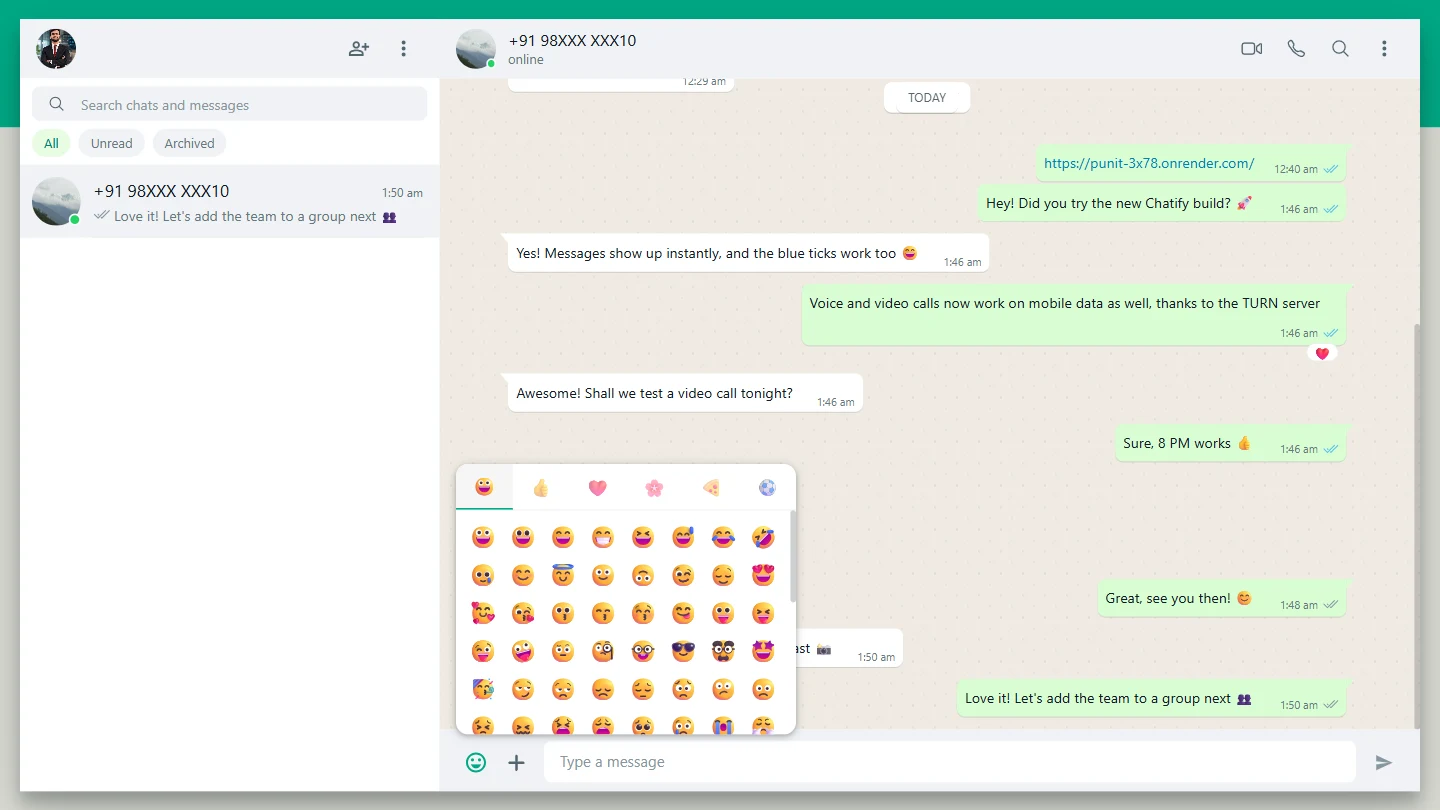 +91 98XXX XXX10
online
Search chats and messages
All
Unread
Archived
+91 98XXX XXX10
1:50 am
Love it! Let's add the team to a group next 👥
12:29 am
TODAY
https://punit-3x78.onrender.com/
12:40 am
Hey! Did you try the new Chatify build? 🚀
1:46 am
Yes! Messages show up instantly, and the blue ticks work too 😄
1:46 am
Voice and video calls now work on mobile data as well, thanks to the TURN server
1:46 am
Awesome! Shall we test a video call tonight?
1:46 am
Sure, 8 PM works 👍
1:46 am
Great, see you then! 😊
1:48 am
1:50 am
Love it! Let's add the team to a group next 👥
1:50 am
Type a message